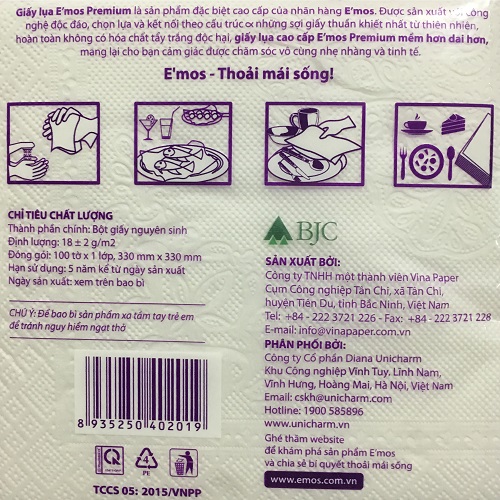 Giấy lụa E'mos Premium là sản phẩm đặc biệt cao cấp của nhãn hàng E'mos. Được sản xuất với công
nghệ độc đáo, chọn lựa và kết nối theo cấu trúc ∝ những sợi giấy thuần khiết nhất từ thiên nhiên,
hoàn toàn không có hóa chất tẩy trắng độc hại, giấy lụa cao cấp E'mos Premium mềm hơn dai hơn,
mang lại cho bạn cảm giác được chăm sóc vô cùng nhẹ nhàng và tinh tế.
E'mos - Thoải mái sống!
CHỈ TIÊU CHẤT LƯỢNG
Thành phần chính: Bột giấy nguyên sinh
Định lượng: 18 ± 2 g/m2
Đóng gói: 100 tờ x 1 lớp, 330 mm x 330 mm
Hạn sử dụng: 5 năm kể từ ngày sản xuất
Ngày sản xuất: xem trên bao bì
CHÚ Ý: Để bao bì sản phẩm xa tầm tay trẻ em
để tránh nguy hiểm ngạt thở
8 935250 402019
4
PE
TCCS 05: 2015/VNPP
BJC
SẢN XUẤT BỞI:
Công ty TNHH một thành viên Vina Paper
Cụm Công nghiệp Tân Chi, xã Tân Chi,
huyện Tiên Du, tỉnh Bắc Ninh, Việt Nam
Tel: +84 - 222 3721 226 - Fax: +84 - 222 3721 228
E-mail: info@vinapaper.com.vn
PHÂN PHỐI BỞI:
Công ty Cổ phần Diana Unicharm
Khu Công nghiệp Vĩnh Tuy, Lĩnh Nam,
Vĩnh Hưng, Hoàng Mai, Hà Nội, Việt Nam
Email: cskh@unicharm.com
Hotline: 1900 585896
www.unicharm.vn
Ghé thăm website
để khám phá sản phẩm E'mos
và chia sẻ bí quyết thoải mái sống
www.emos.com.vn